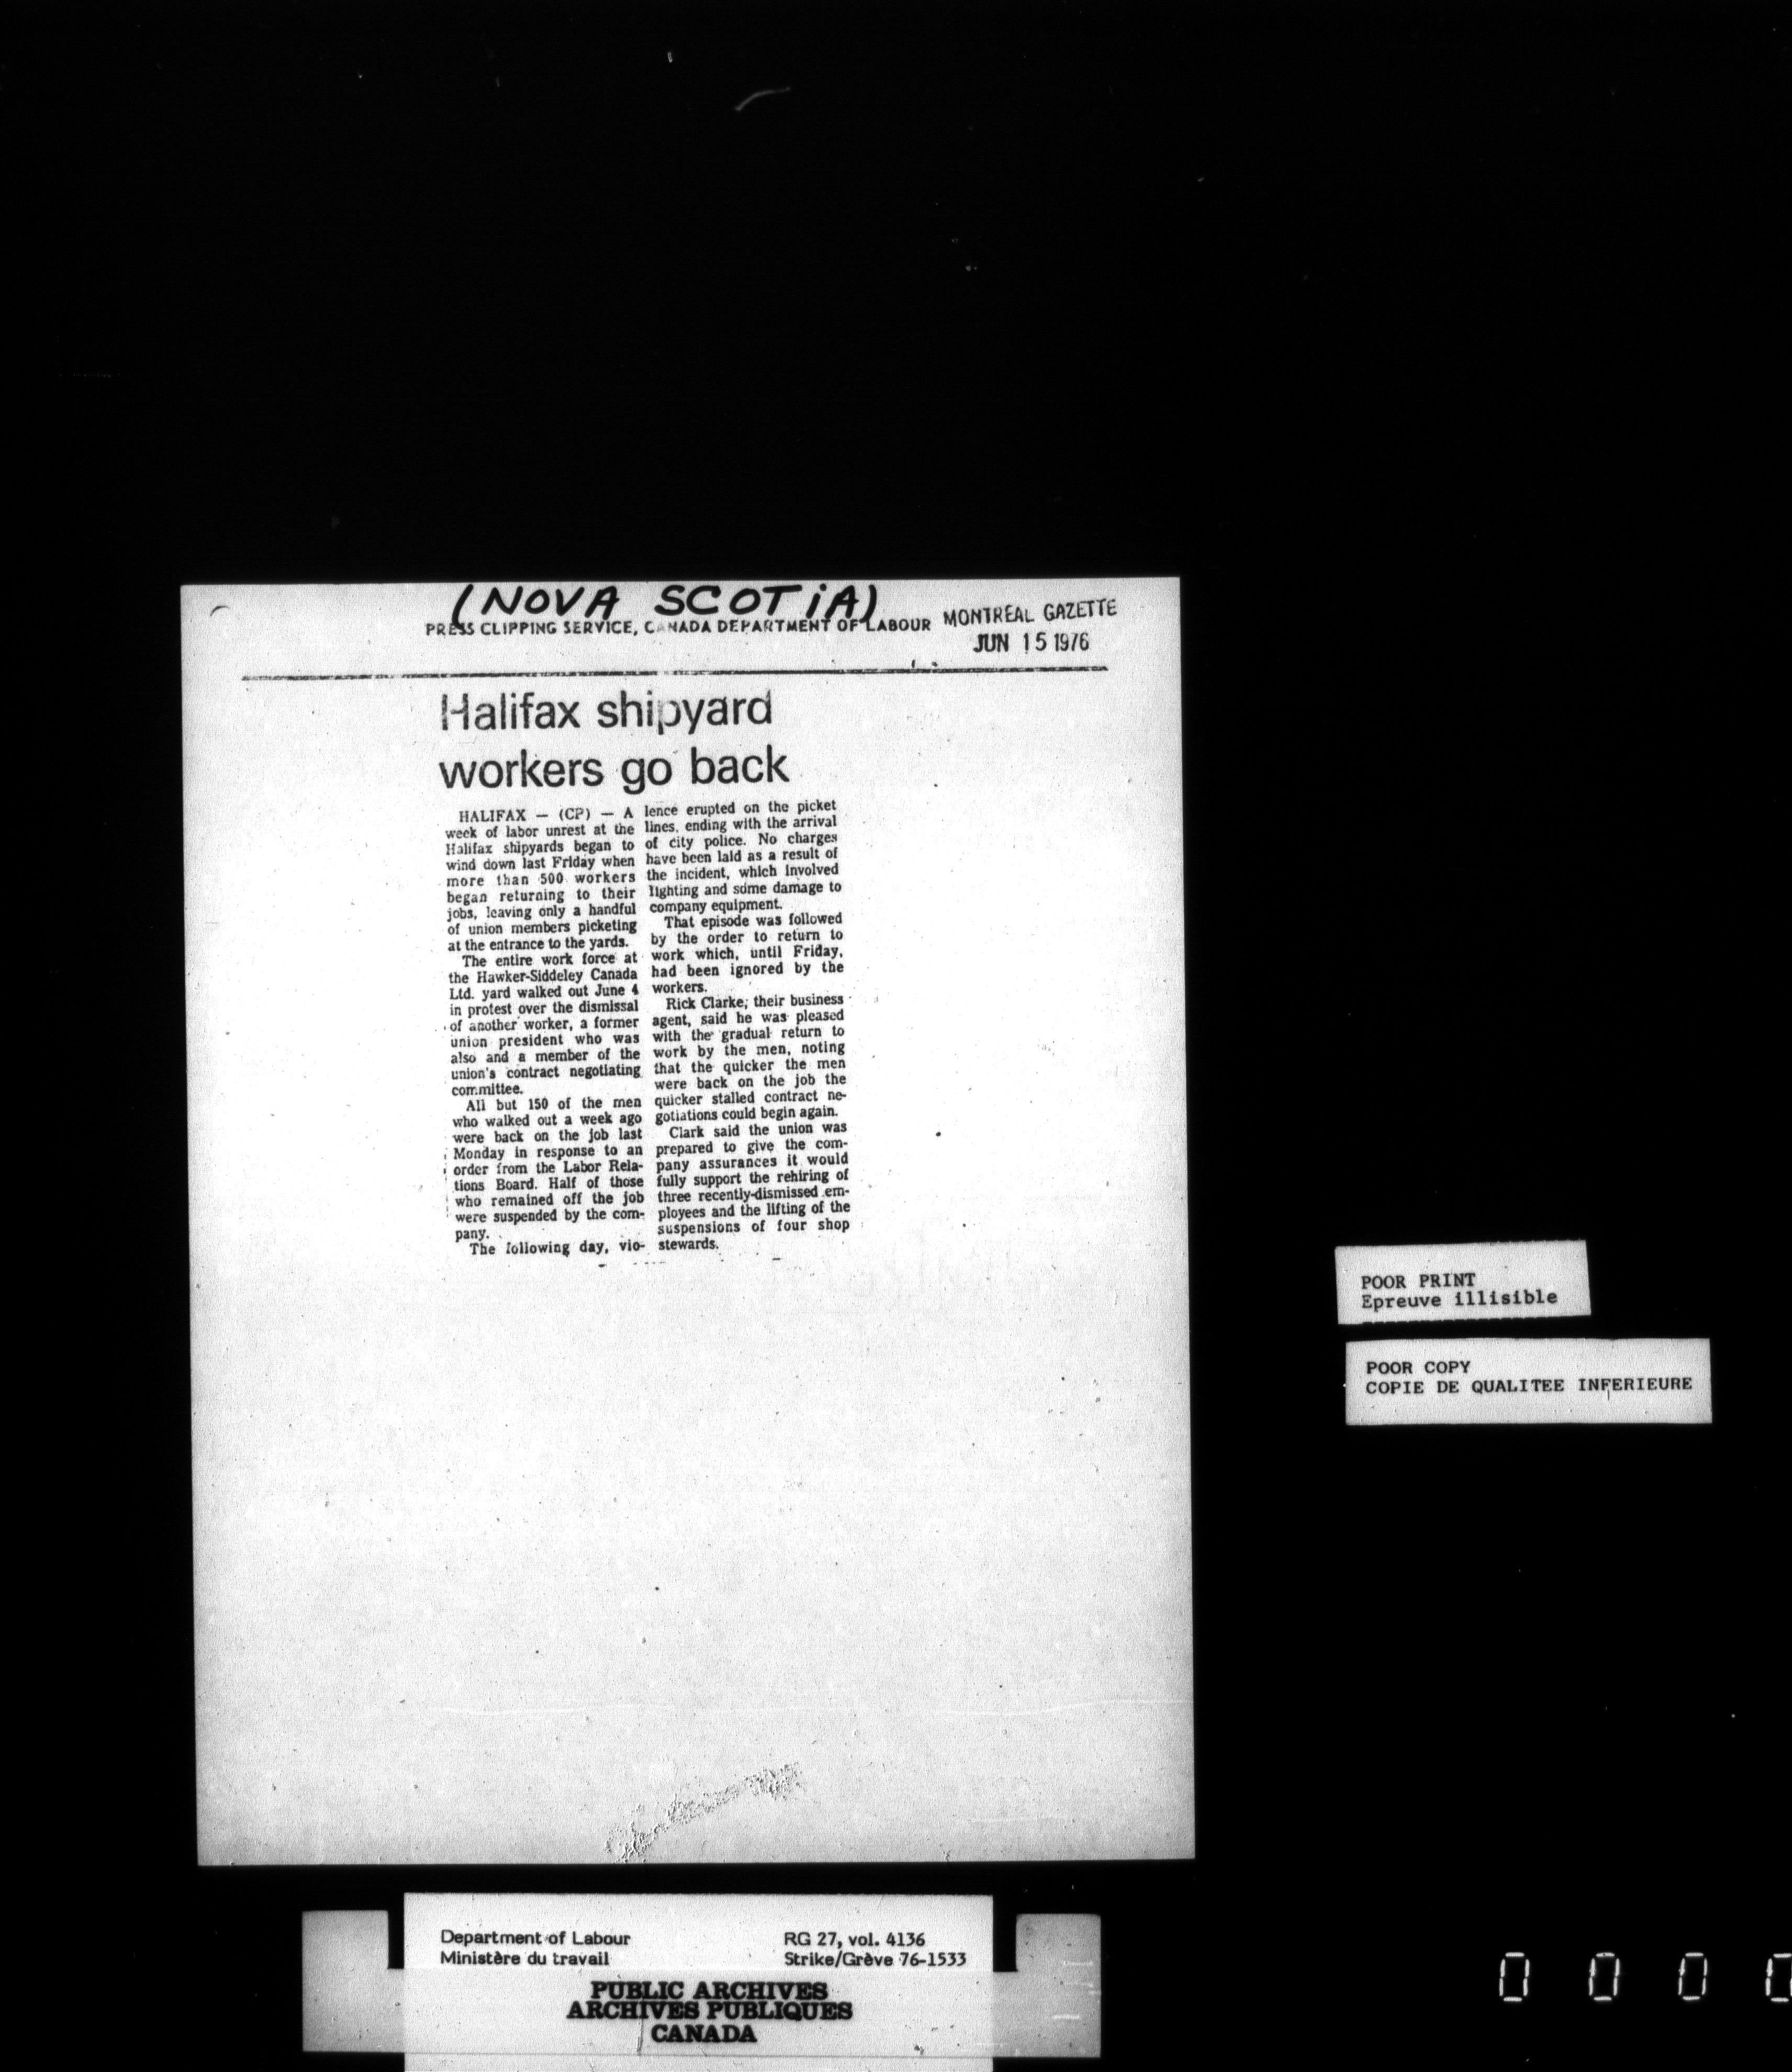 (NOVA SCOTiA)
PRESS CLIPPING SERVICE, CANADA DEPARTMENT OF LABOUR
MONTREAL GAZETTE
JUN 15 1976
Halifax shipyard
workers go back
HALIFAX — (CP) — A
week of labor unrest at the
Halifax shipyards began to
wind down last Friday when
more than 500 workers
began returning to their
jobs, leaving only a handful
of union members picketing
at the entrance to the yards.
The entire work force at
the Hawker-Siddeley Canada
Ltd. yard walked out June 4
in protest over the dismissal
of another worker, a former
union president who was
also and a member of the
union's contract negotiating
committee.
All but 150 of the men
who walked out a week ago
were back on the job last
Monday in response to an
order from the Labor Rela-
tions Board. Half of those
who remained off the job
were suspended by the com-
pany.
The following day, vio-
lence erupted on the picket
lines, ending with the arrival
of city police. No charges
have been laid as a result of
the incident, which involved
lighting and some damage to
company equipment.
That episode was followed
by the order to return to
work which, until Friday,
had been ignored by the
workers.
Rick Clarke, their business
agent, said he was pleased
with the gradual return to
work by the men, noting
that the quicker the men
were back on the job the
quicker stalled contract ne-
gotiations could begin again.
Clark said the union was
prepared to give the com-
pany assurances it would
fully support the rehiring of
three recently-dismissed em-
ployees and the lifting of the
suspensions of four shop
stewards.
POOR PRINT
Epreuve illisible
POOR COPY
COPIE DE QUALITEE INFERIEURE
Department of Labour
Ministère du travail
RG 27, vol. 4136
Strike/Grève 76-1533
PUBLIC ARCHIVES
ARCHIVES PUBLIQUES
CANADA
0 0 0 0